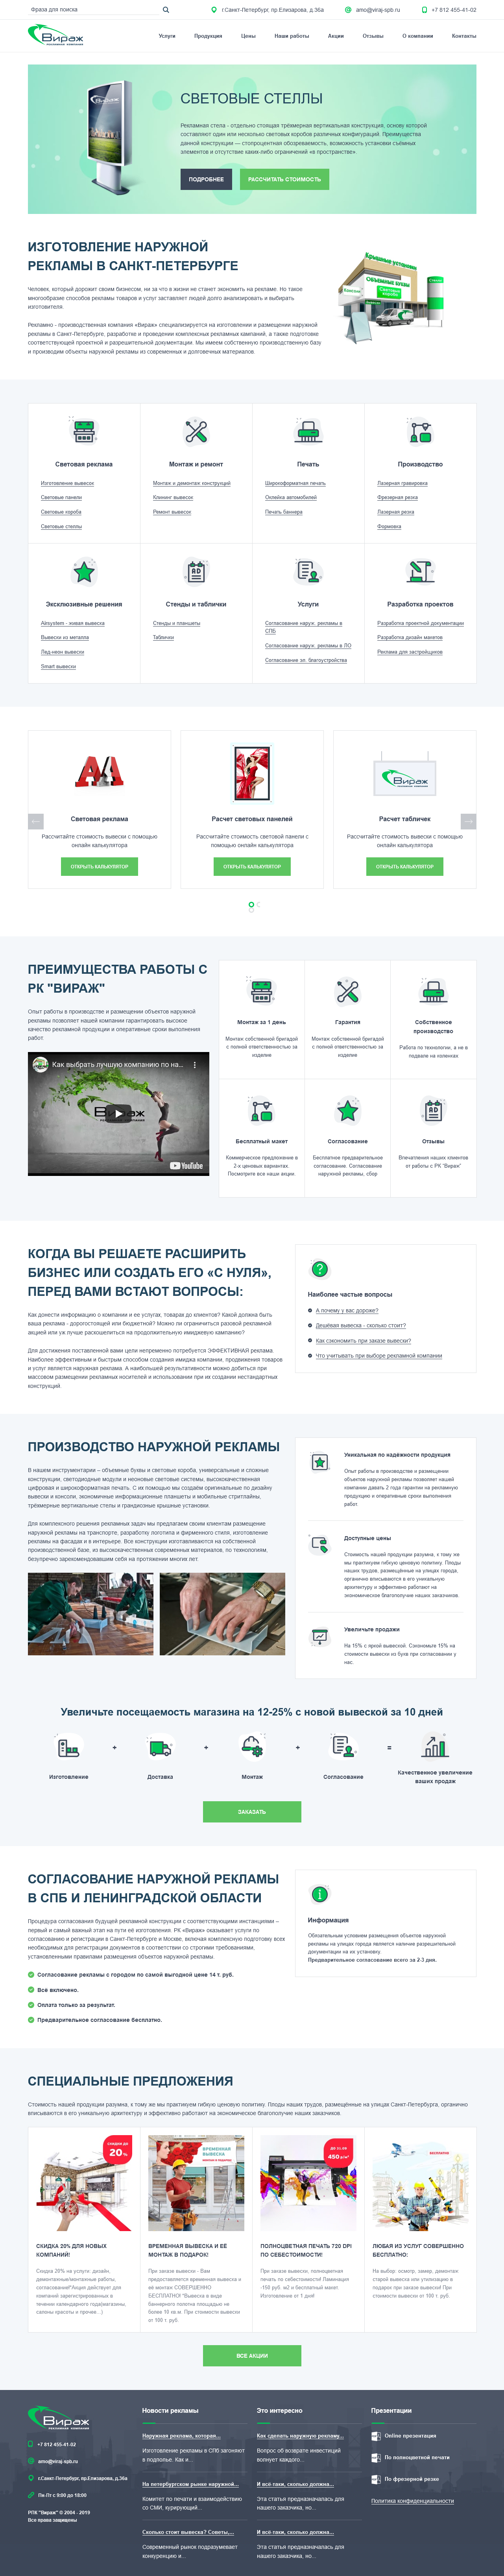 Фраза для поиска
г.Санкт-Петербург, пр.Елизарова, д.36а
amo@viraj-spb.ru
+7 812 455-41-02
Вираж
Услуги
Продукция
Цены
Наши работы
Акции
Отзывы
О компании
Контакты
СВЕТОВЫЕ СТЕЛЛЫ
Рекламная стела - отдельно стоящая трёхмерная вертикальная конструкция, основу которой
составляют один или несколько световых коробов различных конфигураций. Преимущества
данной конструкции — стопроцентная обозреваемость, возможность установки съёмных
элементов и отсутствие каких-либо ограничений на пространстве».
ПОДРОБНЕЕ
РАССЧИТАТЬ СТОИМОСТЬ
ИЗГОТОВЛЕНИЕ НАРУЖНОЙ
РЕКЛАМЫ В САНКТ-ПЕТЕРБУРГЕ
Человек, который дорожит своим бизнесом, ни за что в жизни не станет экономить на рекламе. Но такое
многообразие способов рекламы товаров и услуг заставляет людей долго анализировать и выбирать
изготовителя.
Рекламно - производственная компания «Вираж» специализируется на изготовлении и размещении наружной
рекламы в Санкт-Петербурге, разработке и проведении комплексных рекламных кампаний, а также подготовке
соответствующей проектной и разрешительной документации. Мы имеем собственную производственную базу
и производим объекты наружной рекламы из современных и долговечных материалов.
Крышные установки
Объёмные буквы
Световая реклама
Монтаж и ремонт
Печать
Производство
Изготовление вывесок
Световые панели
Световые короба
Световые стеллы
Монтаж и демонтаж конструкций
Клининг вывесок
Ремонт вывесок
Широкоформатная печать
Оклейка автомобилей
Печать баннера
Лазерная гравировка
Фрезерная резка
Лазерная резка
Формовка
Эксклюзивные решения
Стенды и таблички
Услуги
Разработка проектов
Airsystem - живая вывеска
Вывески из металла
Лед-неон вывески
Smart вывески
Стенды и планшеты
Таблички
Согласование наруж. рекламы в
СПБ
Согласование наруж. рекламы в ЛО
Согласование эл. благоустройства
Разработка проектной документации
Разработка дизайн макетов
Реклама для застройщиков
Вираж
Световая реклама
Рассчитайте стоимость вывески с помощью
онлайн калькулятора
ОТКРЫТЬ КАЛЬКУЛЯТОР
Расчет световых панелей
Рассчитайте стоимость световой панели с
помощью онлайн калькулятора
ОТКРЫТЬ КАЛЬКУЛЯТОР
Расчет табличек
Рассчитайте стоимость вывески с помощью
онлайн калькулятора
ОТКРЫТЬ КАЛЬКУЛЯТОР
ПРЕИМУЩЕСТВА РАБОТЫ С
РК "ВИРАЖ"
Опыт работы в производстве и размещении объектов наружной
рекламы позволяет нашей компании гарантировать высокое
качество рекламной продукции и оперативные сроки выполнения
работ.
Как выбрать лучшую компанию по на...
Вираж
YouTube
Монтаж за 1 день
Монтаж собственной бригадой
с полной ответственностью за
изделие
Гарантия
Монтаж собственной бригадой
с полной ответственностью за
изделие
Собственное
производство
Работа по технологии, а не в
подвале на коленках
Бесплатный макет
Коммерческое предложение в
2-х ценовых вариантах.
Посмотрите все наши акции.
Согласование
Бесплатное предварительное
согласование. Согласование
наружной рекламы, сбер
Отзывы
Впечатления наших клиентов
от работы с РК "Вираж"
КОГДА ВЫ РЕШАЕТЕ РАСШИРИТЬ
БИЗНЕС ИЛИ СОЗДАТЬ ЕГО «С НУЛЯ»,
ПЕРЕД ВАМИ ВСТАЮТ ВОПРОСЫ:
Как донести информацию о компании и ее услугах, товарах до клиентов? Какой должна быть
ваша реклама - дорогостоящей или бюджетной? Можно ли ограничиться разовой рекламной
акцией или уж лучше раскошелиться на продолжительную имиджевую кампанию?
Для достижения поставленной вами цели непременно потребуется ЭФФЕКТИВНАЯ реклама.
Наиболее эффективным и быстрым способом создания имиджа компании, продвижения товаров
и услуг является наружная реклама. А наибольшей результативности можно добиться при
массовом размещении рекламных носителей и использовании при их создании нестандартных
конструкций.
Наиболее частые вопросы
А почему у вас дороже?
Дешёвая вывеска - сколько стоит?
Как сэкономить при заказе вывески?
Что учитывать при выборе рекламной компании
ПРОИЗВОДСТВО НАРУЖНОЙ РЕКЛАМЫ
В нашем инструментарии – объемные буквы и световые короба, универсальные и сложные
конструкции, светодиодные модули и неоновые световые системы, высококачественная
цифровая и широкоформатная печать. С их помощью мы создаём оригинальные по дизайну
вывески и консоли, экономичные информационные щиты и мобильные штендеры,
трёхмерные вертикальные стелы и грандиозные крышные установки.
Для комплексного решения рекламных задач мы предлагаем своим клиентам размещение
наружной рекламы на транспорте, разработку логотипа и фирменного стиля, изготовление
рекламы на фасадах и в интерьере. Все конструкции изготавливаются на собственной
производственной базе, из высококачественных современных материалов, по технологиям,
безупречно зарекомендовавшим себя на протяжении многих лет.
Уникальная по надежности продукция
Опыт работы в производстве и размещении
объектов наружной рекламы позволяет нашей
компании давать 2 года гарантии на рекламную
продукцию и оперативные сроки выполнения
работ.
Доступные цены
Стоимость нашей продукции разумна, к тому же
мы практикуем гибкую ценовую политику. Плоды
наших трудов, размещённые на улицах города,
органично вписываются в его уникальную
архитектуру и эффективно работают на
экономическое благополучие наших заказчиков.
Увеличьте продажи
На 15% с яркой вывеской. Сэкономьте 15% на
стоимости вывески из букв при согласовании у
нас.
Увеличьте посещаемость магазина на 12-25% с новой вывеской за 10 дней
Изготовление
+
Доставка
+
Монтаж
+
Согласование
=
Качественное увеличение
ваших продаж
ЗАКАЗАТЬ
СОГЛАСОВАНИЕ НАРУЖНОЙ РЕКЛАМЫ
В СПБ И ЛЕНИНГРАДСКОЙ ОБЛАСТИ
Процедура согласования будущей рекламной конструкции с соответствующими инстанциями –
первый и самый важный этап на пути её изготовления. РК «Вираж» оказывает услуги по
согласованию и регистрации в Санкт-Петербурге и Москве, включая комплексную подготовку всех
необходимых для регистрации документов в соответствии со строгими требованиями,
установленными правилами размещения объектов наружной рекламы.
Согласование рекламы с городом по самой выгодной цене 14 т. руб.
Все включено.
Оплата только за результат.
Предварительное согласование бесплатно.
Информация
Обязательным условием размещения объектов наружной
рекламы на улицах города является наличие разрешительной
документации на их установку.
Предварительное согласование всего за 2-3 дня.
СПЕЦИАЛЬНЫЕ ПРЕДЛОЖЕНИЯ
Стоимость нашей продукции разумна, к тому же мы практикуем гибкую ценовую политику. Плоды наших трудов, размещённые на улицах Санкт-Петербурга, органично
вписываются в его уникальную архитектуру и эффективно работают на экономическое благополучие наших заказчиков.
СКИДКИ ДО
20%
ВРЕМЕННАЯ
ВЫВЕСКА
450
БЕСПЛАТНО
СКИДКА 20% ДЛЯ НОВЫХ
КОМПАНИЙ!
Скидка 20% на услуги: дизайн,
демонтажные/монтажные работы,
согласование!*Акция действует для
компаний зарегистрированных в
течении календарного года(магазины,
салоны красоты и прочее...)
ВРЕМЕННАЯ ВЫВЕСКА И ЕЁ
МОНТАЖ В ПОДАРОК!
При заказе вывески - Вам
предоставляется временная вывеска и
её монтаж СОВЕРШЕННО
БЕСПЛАТНО! *Вывеска в виде
баннерного полотна площадью не
более 10 кв.м. При стоимости вывески
от 100 т. руб.
ПОЛНОЦВЕТНАЯ ПЕЧАТЬ 720 DPI
ПО СЕБЕСТОИМОСТИ!
При заказе вывески, полноцветная
печать по себестоимости! Ламинация
-150 руб. м2 и бесплатный макет.
Изготовление от 1 дня!
ЛЮБАЯ ИЗ УСЛУГ СОВЕРШЕННО
БЕСПЛАТНО:
На выбор: осмотр, замер, демонтаж
старой вывески или утилизацию в
подарок при заказе вывески! При
стоимости вывески от 100 т. руб.
ВСЕ АКЦИИ
Вираж
+7 812 455-41-02
amo@viraj-spb.ru
г.Санкт-Петербург, пр.Елизарова, д.36а
Пн-Пт с 9:00 до 18:00
РПК "Вираж" © 2004 - 2019
Все права защищены
Новости рекламы
Наружная реклама, которая...
Изготовление рекламы в СПб загоняют
в подполье. Как и...
На петербургском рынке наружной...
Комитет по печати и взаимодействию
со СМИ, курирующий...
Сколько стоит вывеска? Советы,...
Современный рынок подразумевает
конкуренцию и...
Это интересно
Как сделать наружную рекламу...
Вопрос об возврате инвестиций
волнует каждого...
И всё таки, сколько должна...
Эта статья предназначалась для
нашего заказчика, но...
И всё таки, сколько должна...
Эта статья предназначалась для
нашего заказчика, но...
Презентации
Online презентация
По полноцветной печати
По фрезерной резке
Политика конфиденциальности